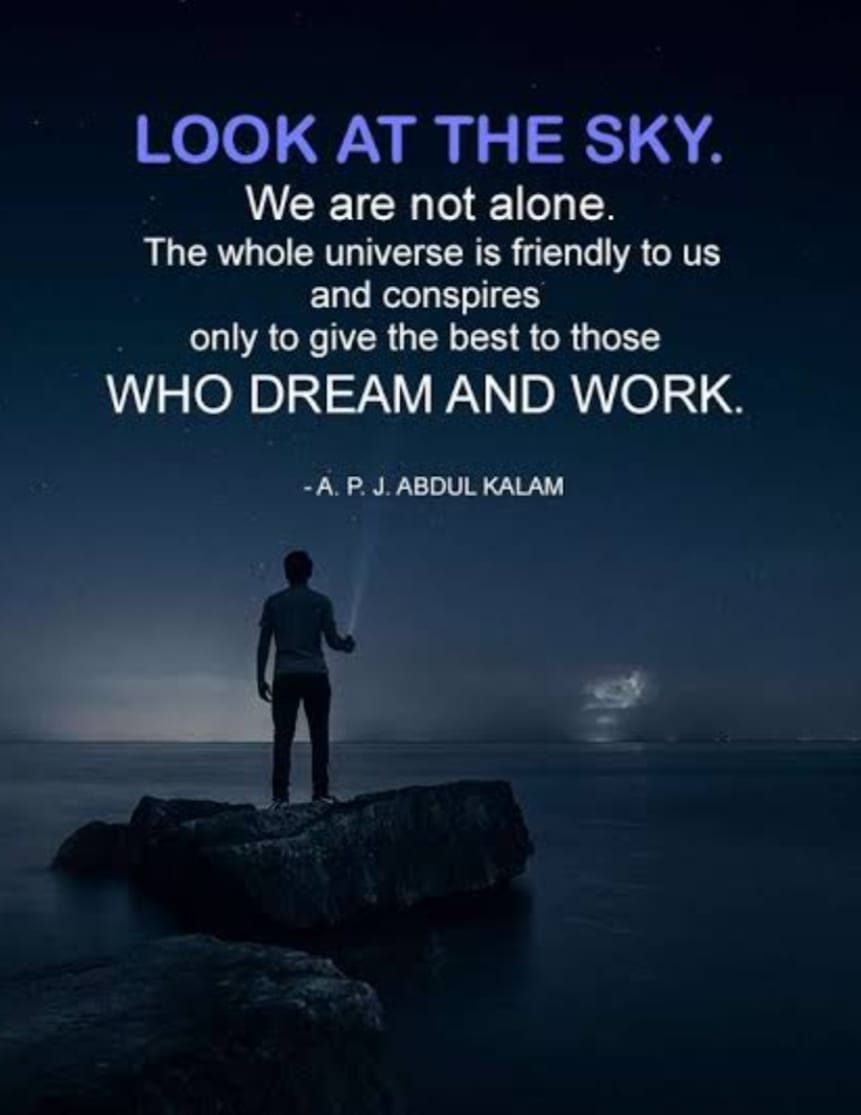 LOOK AT THE SKY.
We are not alone.
The whole universe is friendly to us
and conspires
only to give the best to those
WHO DREAM AND WORK.
- A. P. J. ABDUL KALAM